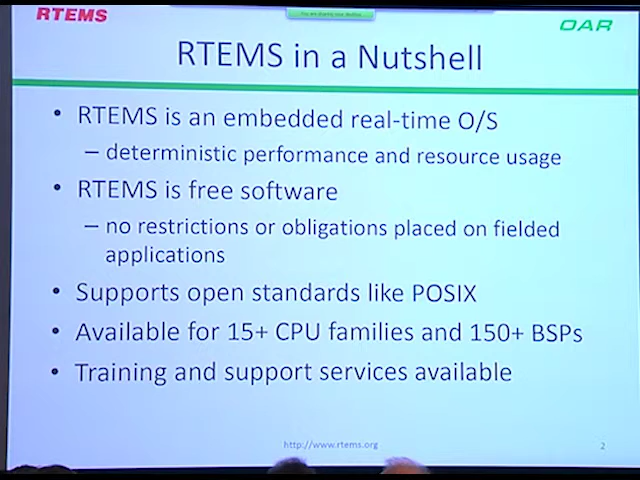 RTEMS
OAR
RTEMS in a Nutshell
• RTEMS is an embedded real-time O/S
– deterministic performance and resource usage
• RTEMS is free software
– no restrictions or obligations placed on fielded
applications
• Supports open standards like POSIX
• Available for 15+ CPU families and 150+ BSPs
• Training and support services available
http://www.rtems.org
2